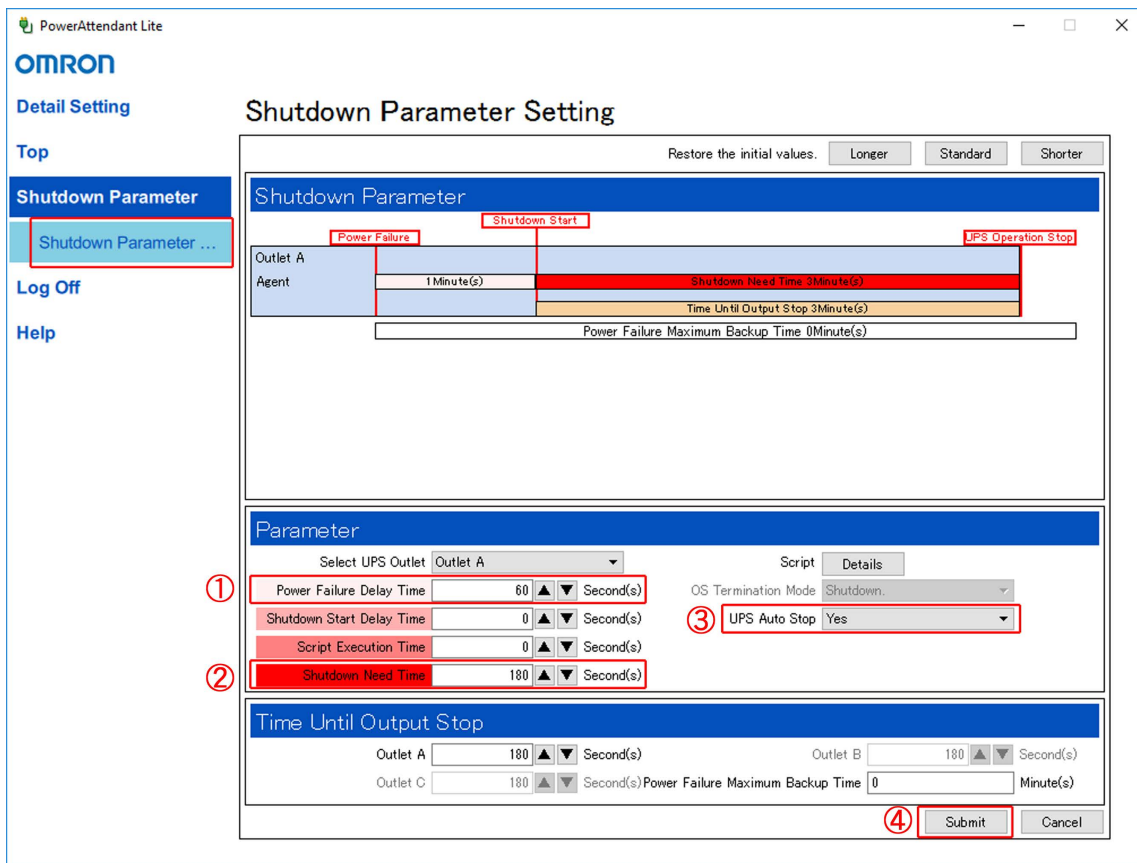 PowerAttendant Lite
OMRON
Detail Setting
Top
Shutdown Parameter
Shutdown Parameter ...
Log Off
Help
Shutdown Parameter Setting
Restore the initial values. Longer Standard Shorter
Shutdown Parameter
Shutdown Start
Power Failure UPS Operation Stop
Outlet A
Agent 1Minute(s) Shutdown Need Time 3Minute(s)
Time Until Output Stop 3Minute(s)
Power Failure Maximum Backup Time 0Minute(s)
Parameter
Select UPS Outlet Outlet A Script Details
① Power Failure Delay Time 60 Second(s) OS Termination Mode Shutdown.
Shutdown Start Delay Time 0 Second(s) ③ UPS Auto Stop Yes
Script Execution Time 0 Second(s)
② Shutdown Need Time 180 Second(s)
Time Until Output Stop
Outlet A 180 Second(s) Outlet B 180 Second(s)
Outlet C 180 Second(s) Power Failure Maximum Backup Time 0 Minute(s)
④ Submit Cancel